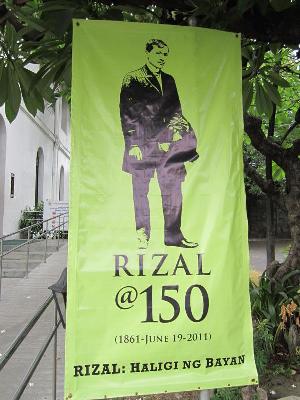 RIZAL
@150
(1861-JUNE 19-2011)
RIZAL: HALIGI NG BAYAN